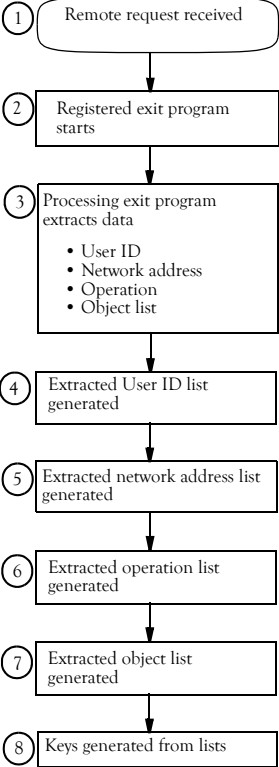 1
Remote request received
2
Registered exit program
starts
3
Processing exit program
extracts data
• User ID
• Network address
• Operation
• Object list
4
Extracted User ID list
generated
5
Extracted network address list
generated
6
Extracted operation list
generated
7
Extracted object list
generated
8
Keys generated from lists